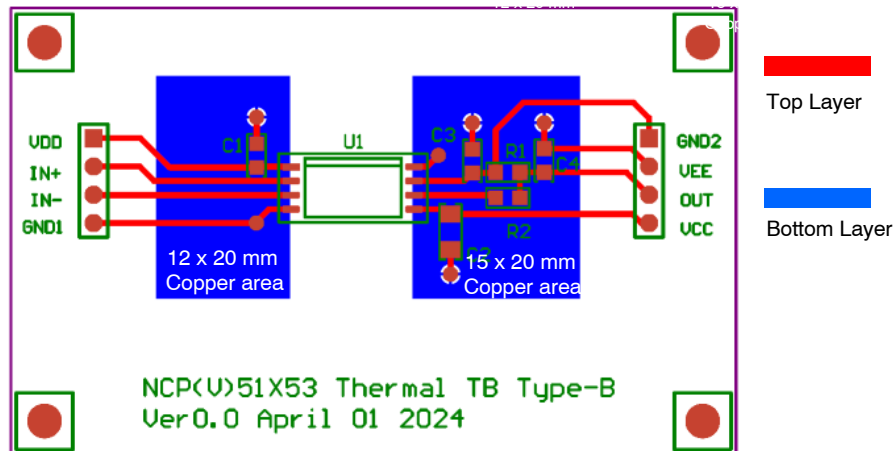 VDD
IN+
IN-
GND1
C1
U1
C3
R1
C4
R2
GND2
VEE
OUT
VCC
12 x 20 mm
Copper area
15 x 20 mm
Copper area
NCP(V)51X53 Thermal TB Type-B
Ver0.0 April 01 2024
Top Layer
Bottom Layer